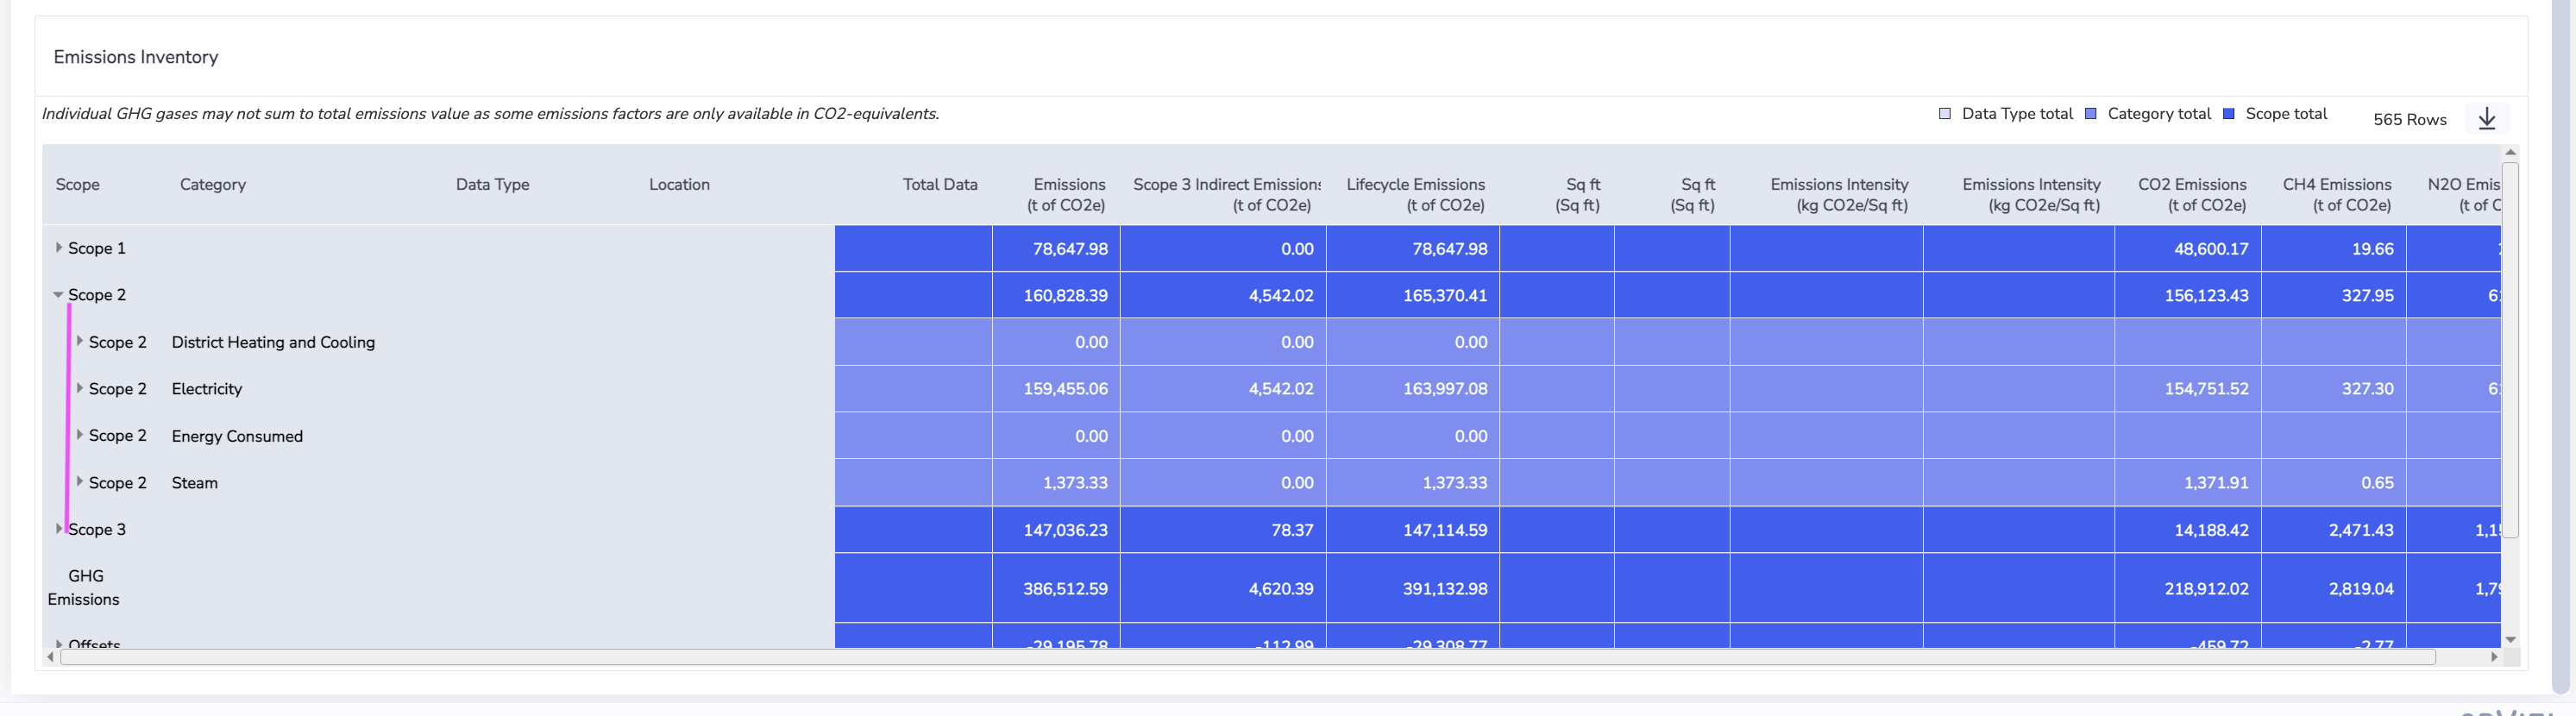 Emissions Inventory
Individual GHG gases may not sum to total emissions value as some emissions factors are only available in CO2-equivalents.
Data Type total Category total Scope total 565 Rows
Scope Category Data Type Location Total Data Emissions Scope 3 Indirect Emissions Lifecycle Emissions Sq ft Sq ft Emissions Intensity Emissions Intensity CO2 Emissions CH4 Emissions N2O Emis
(t of CO2e) (t of CO2e) (t of CO2e) (Sq ft) (Sq ft) (kg CO2e/Sq ft) (kg CO2e/Sq ft) (t of CO2e) (t of CO2e) (t of C
Scope 1 78,647.98 0.00 78,647.98 48,600.17 19.66
Scope 2 160,828.39 4,542.02 165,370.41 156,123.43 327.95 6
Scope 2 District Heating and Cooling 0.00 0.00 0.00
Scope 2 Electricity 159,455.06 4,542.02 163,997.08 154,751.52 327.30 6
Scope 2 Energy Consumed 0.00 0.00 0.00
Scope 2 Steam 1,373.33 0.00 1,373.33 1,371.91 0.65
Scope 3 147,036.23 78.37 147,114.59 14,188.42 2,471.43 1,1
GHG
Emissions 386,512.59 4,620.39 391,132.98 218,912.02 2,819.04 1,7
Offsets -29,195.78 -112.99 -29,308.77 -459.72 -2.77